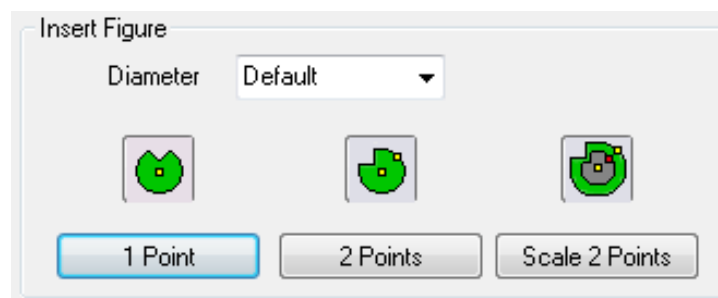 Insert Figure
Diameter Default
1 Point 2 Points Scale 2 Points